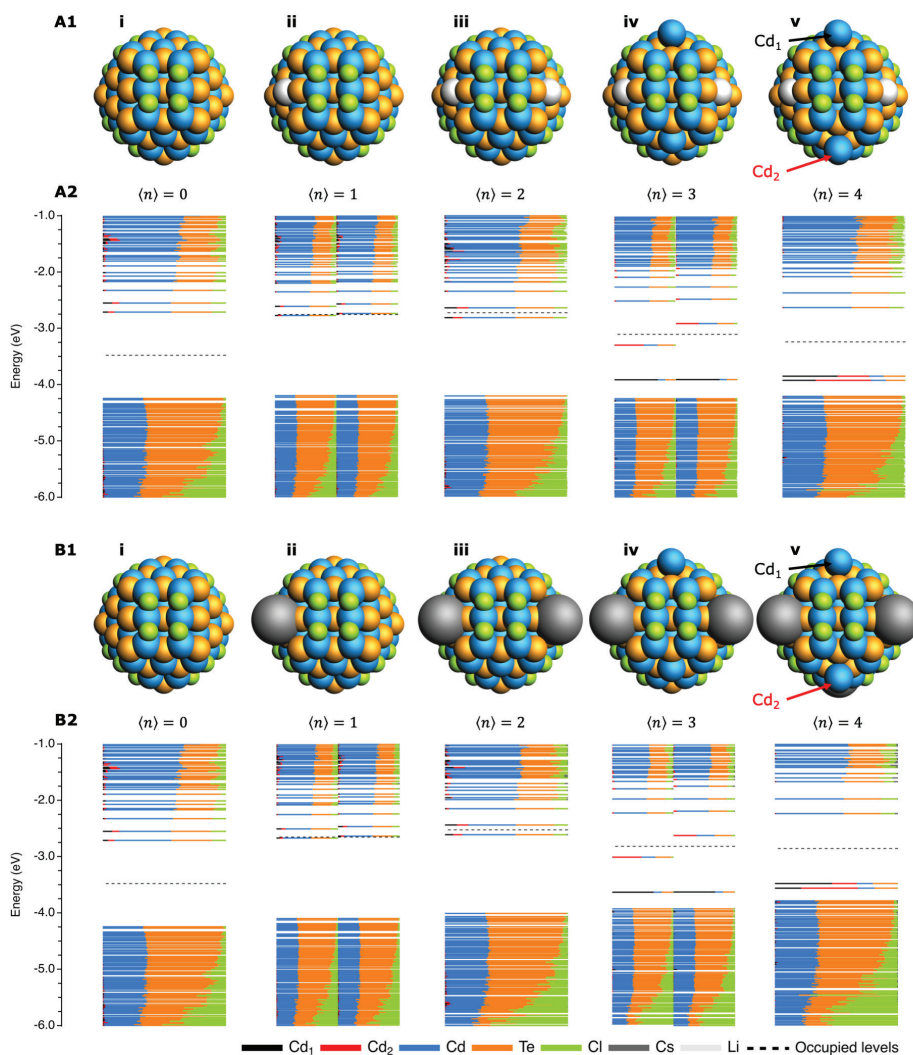 A1 i ii iii iv v
Cd1
Cd2
A2 ⟨n⟩ = 0 ⟨n⟩ = 1 ⟨n⟩ = 2 ⟨n⟩ = 3 ⟨n⟩ = 4
-1.0
-2.0
-3.0
-4.0
-5.0
-6.0
Energy (eV)
B1 i ii iii iv v
Cd1
Cd2
B2 ⟨n⟩ = 0 ⟨n⟩ = 1 ⟨n⟩ = 2 ⟨n⟩ = 3 ⟨n⟩ = 4
-1.0
-2.0
-3.0
-4.0
-5.0
-6.0
Energy (eV)
Cd1 Cd2 Cd Te Cl Cs Li Occupied levels